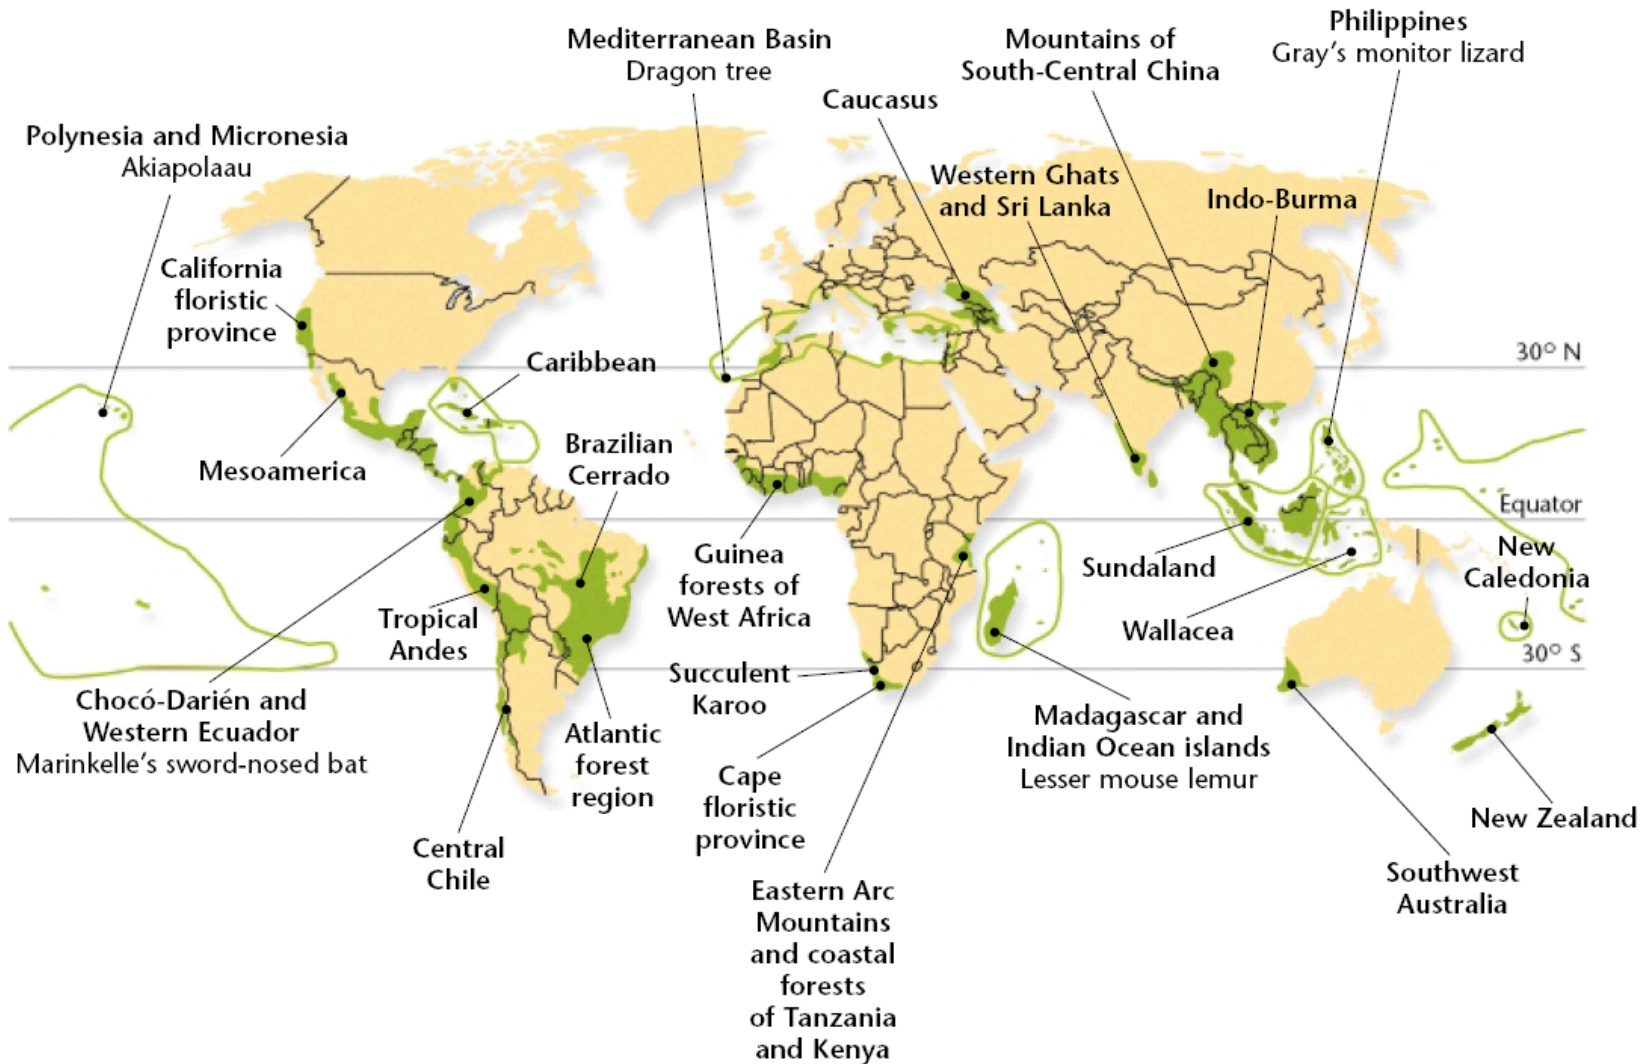 Philippines
Gray's monitor lizard
Mediterranean Basin
Dragon tree
Mountains of
South-Central China
Caucasus
Polynesia and Micronesia
Akiapolaau
Western Ghats
and Sri Lanka
Indo-Burma
California
floristic
province
30° N
Caribbean
Mesoamerica
Brazilian
Cerrado
Equator
Guinea
forests of
West Africa
Sundaland
New
Caledonia
Tropical
Andes
Wallacea
30° S
Succulent
Karoo
Chocó-Darién and
Western Ecuador
Marinkelle's sword-nosed bat
Atlantic
forest
region
Cape
floristic
province
Madagascar and
Indian Ocean islands
Lesser mouse lemur
New Zealand
Central
Chile
Southwest
Australia
Eastern Arc
Mountains
and coastal
forests
of Tanzania
and Kenya